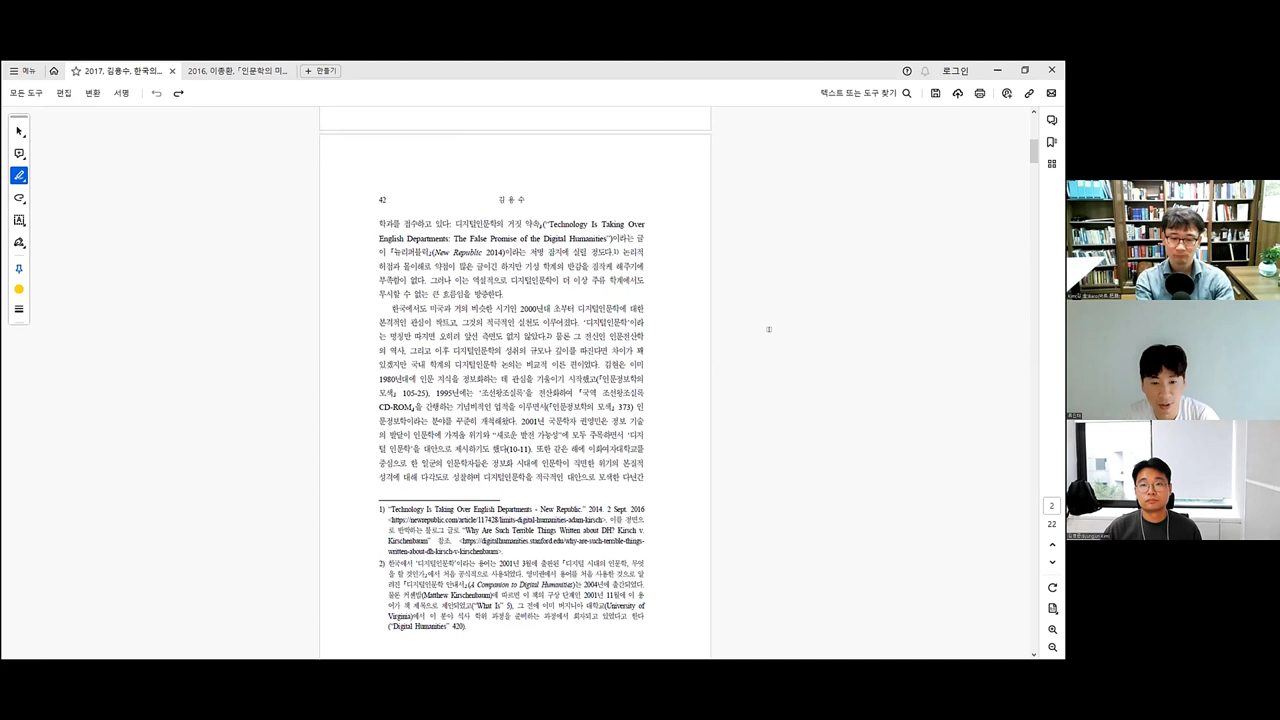 메뉴
2017, 김용수, 한국의...
2016, 이종환, 「인문학의 미...
만들기
로그인
모든 도구
편집
변환
서명
텍스트 또는 도구 찾기
42
김 용 수
학과를 접수하고 있다: 디지털인문학의 거짓 약속」(“Technology Is Taking Over
English Departments: The False Promise of the Digital Humanities”)이라는 글
이 『뉴리퍼블릭』(New Republic 2014)이라는 저명 잡지에 실릴 정도다.1) 논리적
허점과 몰이해로 약점이 많은 글이긴 하지만 기성 학계의 반감을 짐작케 해주기에
부족함이 없다. 그러나 이는 역설적으로 디지털인문학이 더 이상 주류 학계에서도
무시할 수 없는 큰 흐름임을 방증한다.
한국에서도 미국과 거의 비슷한 시기인 2000년대 초부터 디지털인문학에 대한
본격적인 관심이 싹트고, 그것의 적극적인 실천도 이루어졌다. ‘디지털인문학’이라
는 명칭만 따지면 오히려 앞선 측면도 없지 않았다.2) 물론 그 전신인 인문전산학
의 역사, 그리고 이후 디지털인문학의 성취의 규모나 깊이를 따진다면 차이가 꽤
있겠지만 국내 학계의 디지털인문학 논의는 비교적 이른 편이었다. 김현은 이미
1980년대에 인문 지식을 정보화하는 데 관심을 기울이기 시작했고(『인문정보학의
모색』 105-25), 1995년에는 ‘조선왕조실록’을 전산화하여 『국역 조선왕조실록
CD-ROM』을 간행하는 기념비적인 업적을 이루면서(『인문정보학의 모색』 373) 인
문정보학이라는 분야를 꾸준히 개척해왔다. 2001년 국문학자 권영민은 정보 기술
의 발달이 인문학에 가져올 위기와 “새로운 발전 가능성”에 모두 주목하면서 ‘디지
털 인문학’을 대안으로 제시하기도 했다(10-11). 또한 같은 해에 이화여자대학교를
중심으로 한 일군의 인문학자들은 정보화 시대에 인문학이 직면한 위기의 본질적
성격에 대해 다각도로 성찰하며 디지털인문학을 적극적인 대안으로 모색한 다년간
1) “Technology Is Taking Over English Departments - New Republic.” 2014. 2 Sept. 2016
<https://newrepublic.com/article/117428/limits-digital-humanities-adam-kirsch>. 이를 정면으
로 반박하는 블로그 글로 “Why Are Such Terrible Things Written about DH? Kirsch v.
Kirschenbaum” 참조. <https://digitalhumanities.stanford.edu/why-are-such-terrible-things-
written-about-dh-kirsch-v-kirschenbaum>.
2) 한국에서 ‘디지털인문학’이라는 용어는 2001년 3월에 출판된 『디지털 시대의 인문학, 무엇
을 할 것인가』에서 처음 공식적으로 사용되었다. 영미권에서 용어를 처음 사용한 것으로 알
려진 『디지털인문학 안내서』(A Companion to Digital Humanities)는 2004년에 출간되었다.
물론 커셴바움(Matthew Kirschenbaum)에 따르면 이 책의 구상 단계인 2001년 11월에 이 용
어가 책 제목으로 제안되었고(“What Is” 5), 그 전에 이미 버지니아 대학교(University of
Virginia)에서 이 분야 석사 학위 과정을 준비하는 과정에서 회자되고 있었다고 한다
(“Digital Humanities” 420).
2
22